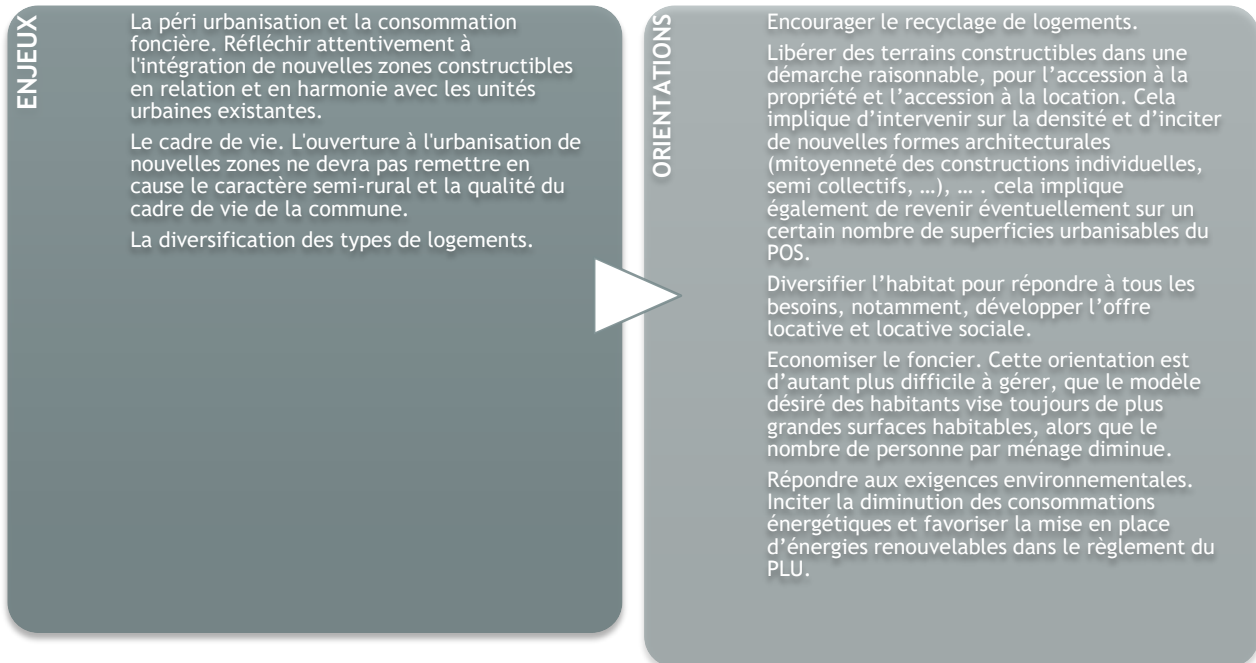 ENJEUX
La péri urbanisation et la consommation
foncière. Réfléchir attentivement à
l'intégration de nouvelles zones constructibles
en relation et en harmonie avec les unités
urbaines existantes.
Le cadre de vie. L'ouverture à l'urbanisation de
nouvelles zones ne devra pas remettre en
cause le caractère semi-rural et la qualité du
cadre de vie de la commune.
La diversification des types de logements.
ORIENTATIONS
Encourager le recyclage de logements.
Libérer des terrains constructibles dans une
démarche raisonnable, pour l’accession à la
propriété et l’accession à la location. Cela
implique d’intervenir sur la densité et d’inciter
de nouvelles formes architecturales
(mitoyenneté des constructions individuelles,
semi collectifs, …), … . cela implique
également de revenir éventuellement sur un
certain nombre de superficies urbanisables du
POS.
Diversifier l’habitat pour répondre à tous les
besoins, notamment, développer l’offre
locative et locative sociale.
Economiser le foncier. Cette orientation est
d’autant plus difficile à gérer, que le modèle
désiré des habitants vise toujours de plus
grandes surfaces habitables, alors que le
nombre de personne par ménage diminue.
Répondre aux exigences environnementales.
Inciter la diminution des consommations
énergétiques et favoriser la mise en place
d’énergies renouvelables dans le règlement du
PLU.